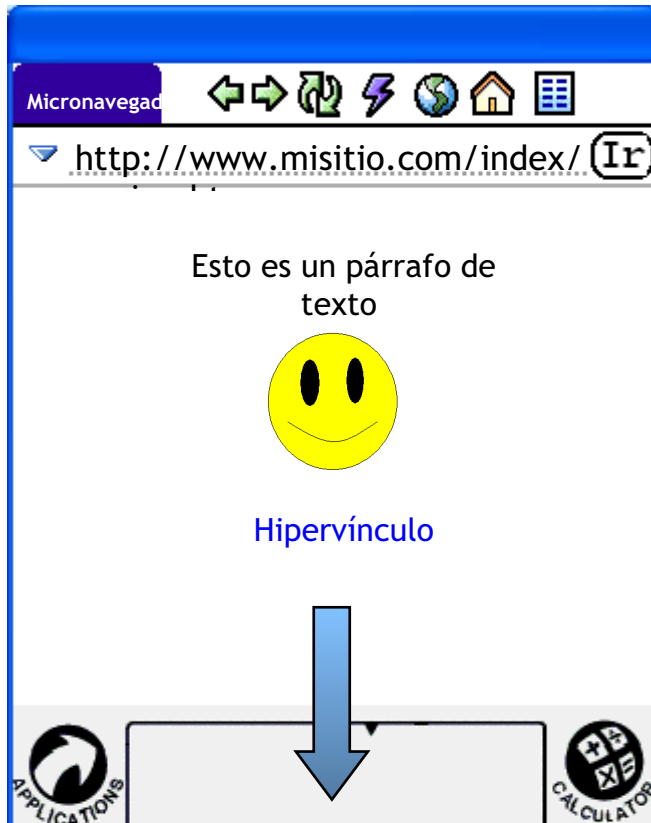 Micronavegad
http://www.misitio.com/index/
Ir
Esto es un párrafo de
texto
Hipervínculo
APPLICATIONS
CALCULATOR